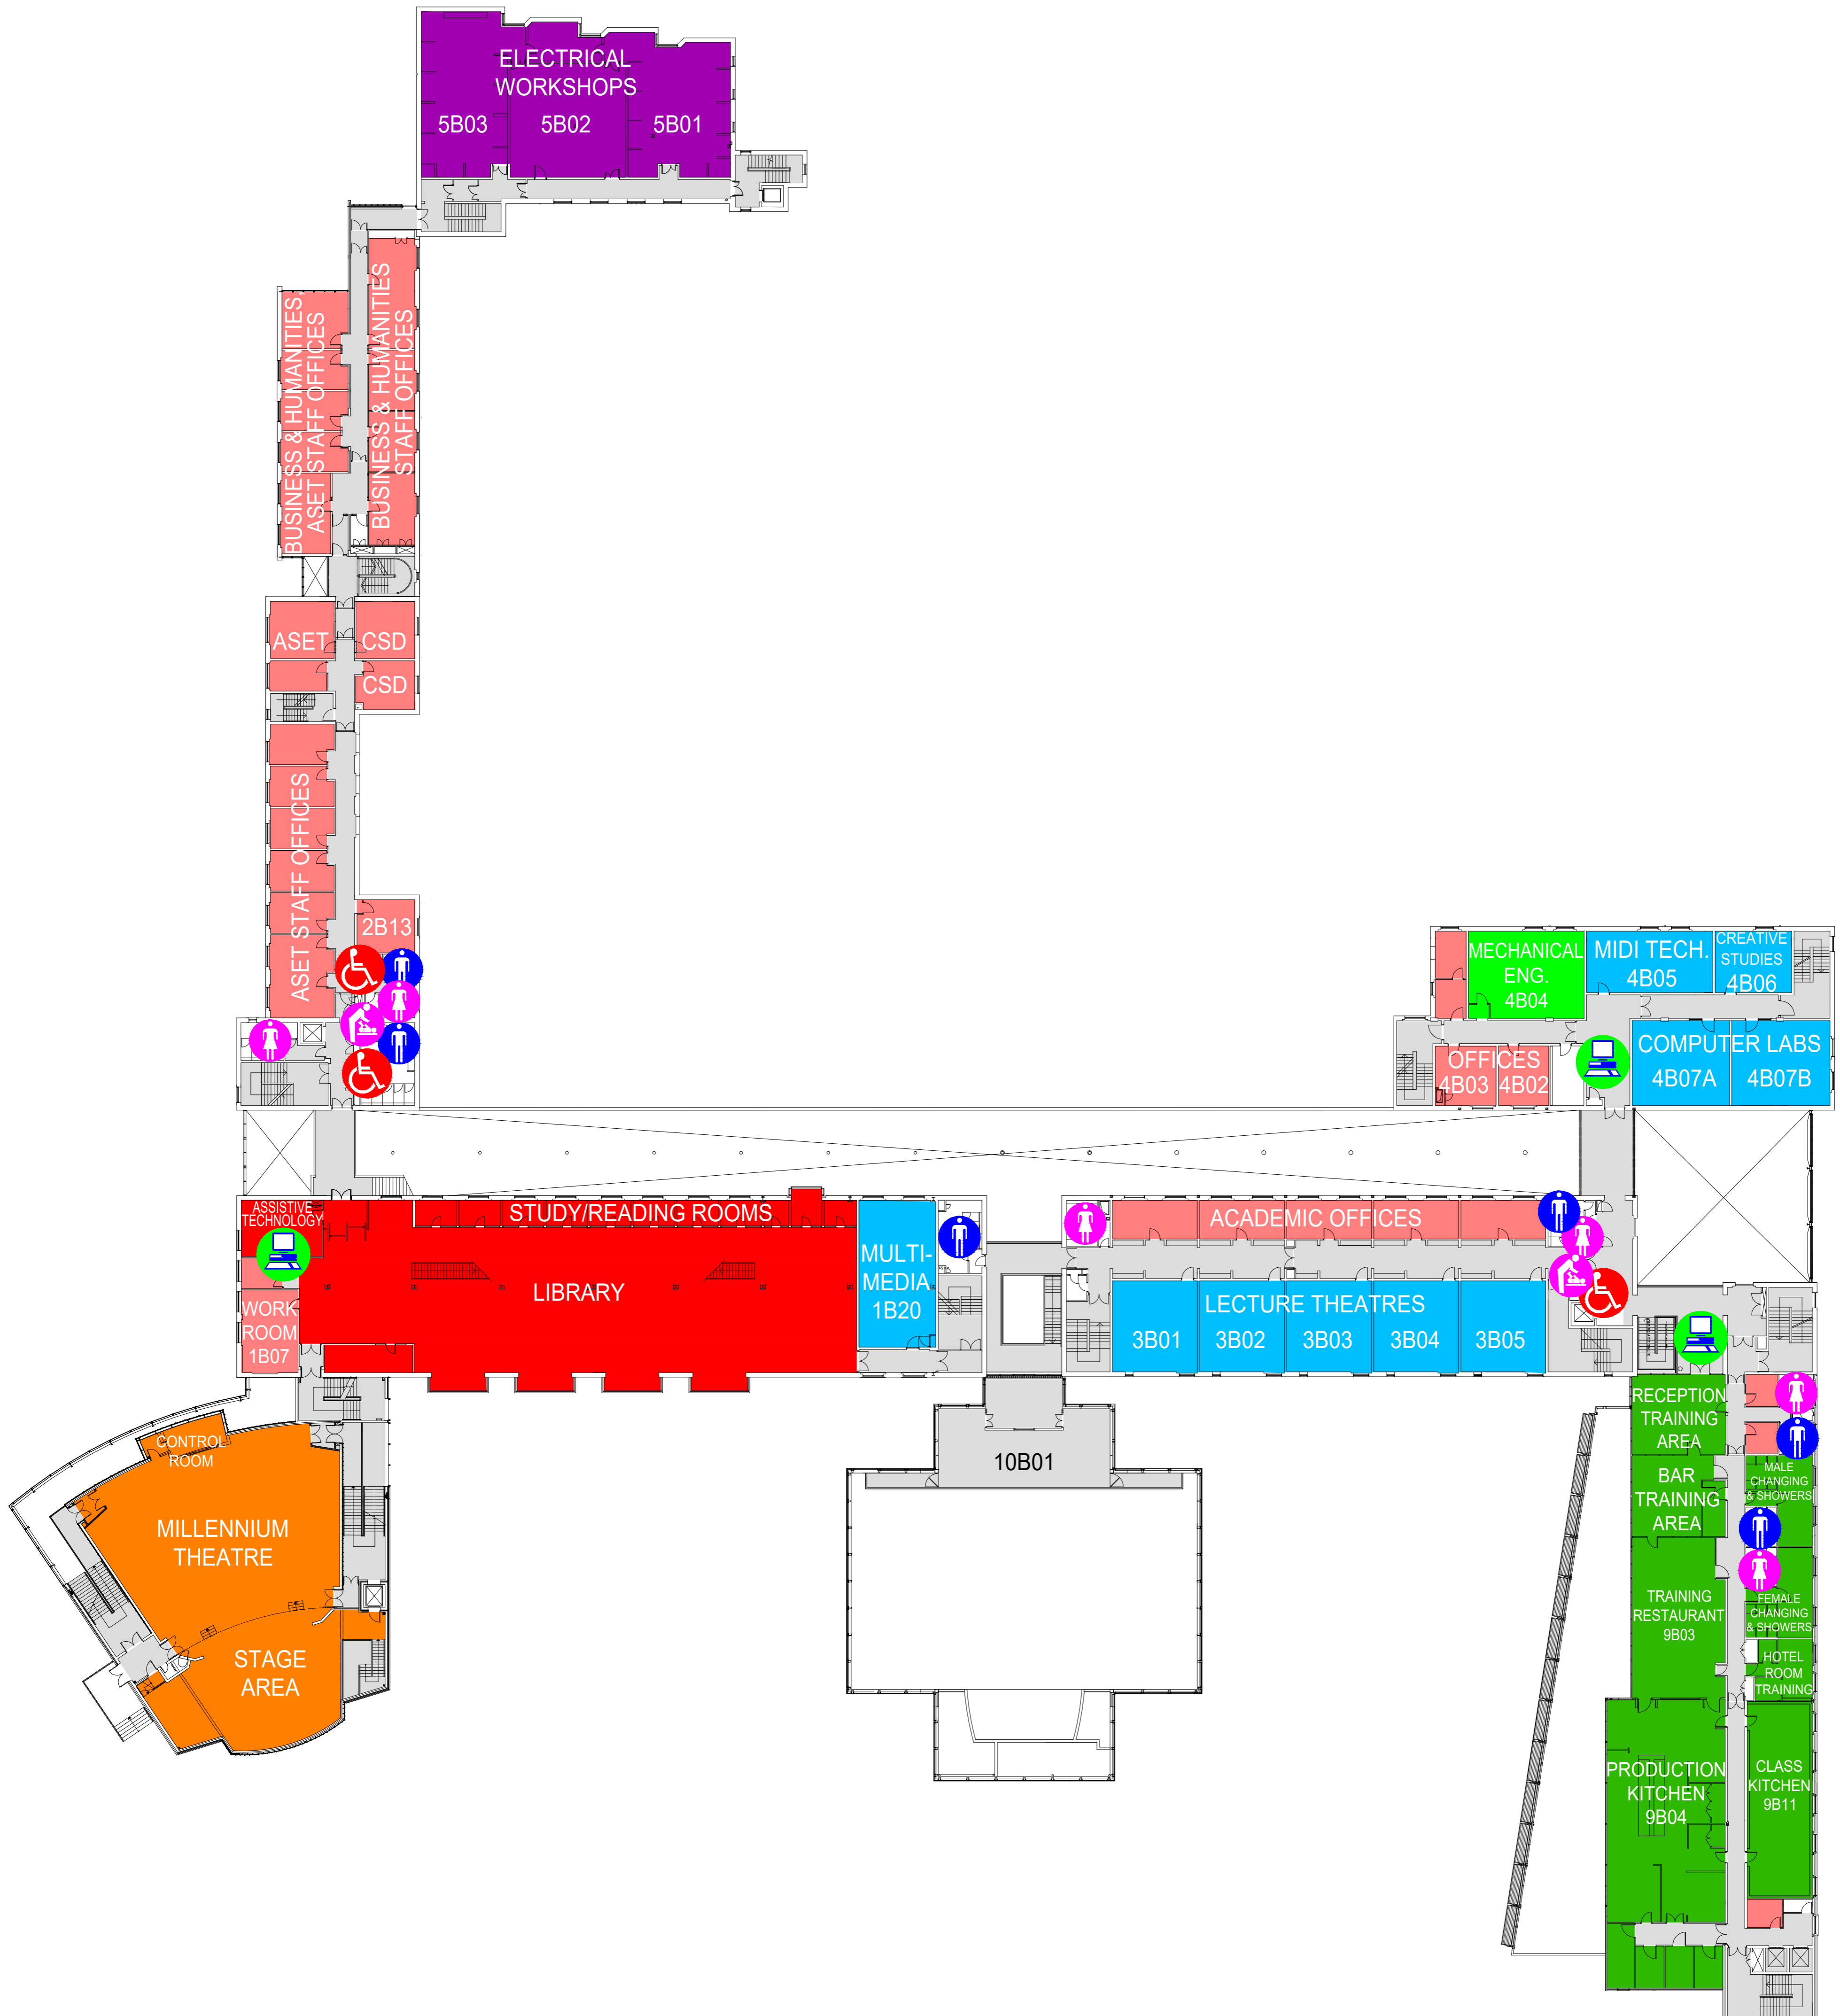 ELECTRICAL
WORKSHOPS
5B03
5B02
5B01
BUSINESS & HUMANITIES,
ASET STAFF OFFICES
BUSINESS & HUMANITIES
STAFF OFFICES
ASET
CSD
CSD
ASET STAFF OFFICES
2B13
MECHANICAL
ENG.
4B04
MIDI TECH.
4B05
CREATIVE
STUDIES
4B06
OFFICES
4B03
4B02
COMPUTER LABS
4B07A
4B07B
ASSISTIVE
TECHNOLOGY
STUDY/READING ROOMS
LIBRARY
WORK
ROOM
1B07
MULTI-
MEDIA
1B20
ACADEMIC OFFICES
LECTURE THEATRES
3B01
3B02
3B03
3B04
3B05
CONTROL
ROOM
MILLENNIUM
THEATRE
STAGE
AREA
10B01
RECEPTION
TRAINING
AREA
BAR
TRAINING
AREA
MALE
CHANGING
& SHOWERS
TRAINING
RESTAURANT
9B03
FEMALE
CHANGING
& SHOWERS
HOTEL
ROOM
TRAINING
PRODUCTION
KITCHEN
9B04
CLASS
KITCHEN
9B11